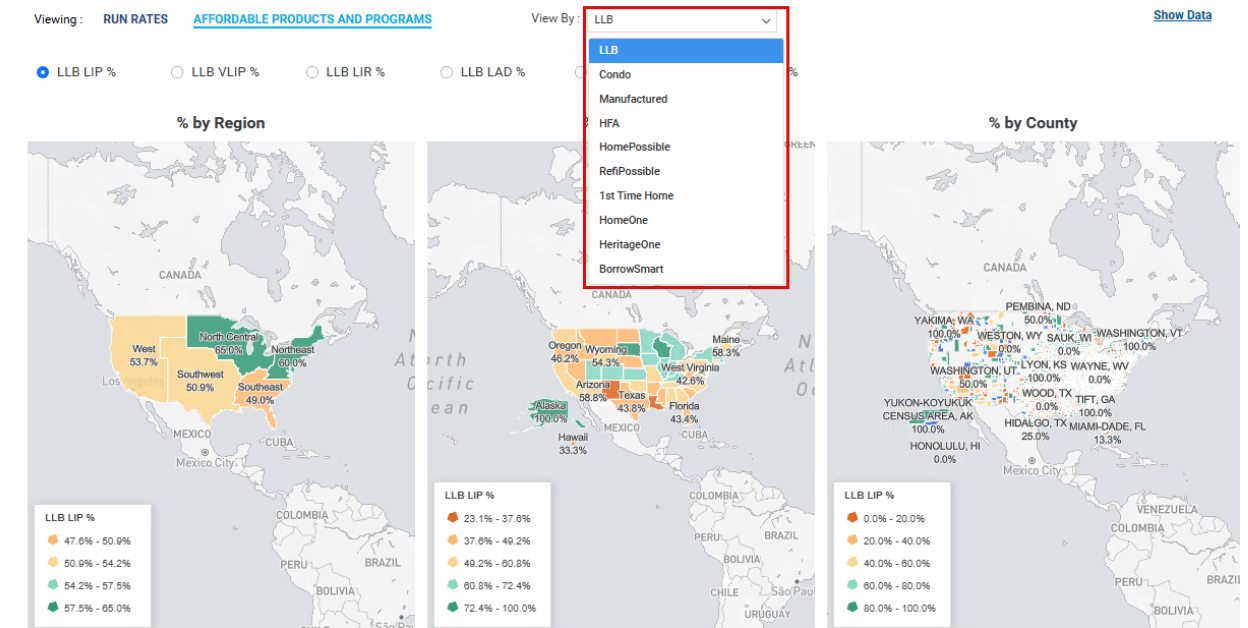 Viewing : RUN RATES AFFORDABLE PRODUCTS AND PROGRAMS View By : LLB Show Data
LLB
Condo
Manufactured
HFA
HomePossible
RefiPossible
1st Time Home
HomeOne
HeritageOne
BorrowSmart
LLB LIP % LLB VLIP % LLB LIR % LLB LAD % %
% by Region
CANADA
North Central
65.0%
West
53.7%
Northeast
60.0%
Los Angeles
Southwest
50.9%
Southeast
49.0%
MEXICO
CUBA
Mexico City
COLOMBIA
PERU
BRAZIL
BOLIVIA
LLB LIP %
47.6% - 50.9%
50.9% - 54.2%
54.2% - 57.5%
57.5% - 65.0%
CANADA
Oregon
46.2%
Wyoming
54.3%
Maine
58.3%
West Virginia
42.6%
Arizona
58.8%
Texas
43.8%
Florida
43.4%
Alaska
100.0%
Hawaii
33.3%
MEXICO
CUBA
COLOMBIA
PERU
BRAZIL
BOLIVIA
CHILE
São Pau
URUGUAY
LLB LIP %
23.1% - 37.6%
37.6% - 49.2%
49.2% - 60.8%
60.8% - 72.4%
72.4% - 100.0%
% by County
CANADA
PEMBINA, ND
50.0%
YAKIMA, WA
100.0%
WESTON, WY
0.0%
SAUK, WI
0.0%
WASHINGTON, VT
100.0%
WASHINGTON, UT
50.0%
LYON, KS
100.0%
WAYNE, WV
0.0%
WOOD, TX
0.0%
TIFT, GA
100.0%
YUKON-KOYUKUK
CENSUS AREA, AK
100.0%
HIDALGO, TX
25.0%
MIAMI-DADE, FL
13.3%
HONOLULU, HI
0.0%
Mexico City
VENEZUELA
COLOMBIA
PERU
BRAZIL
BOLIVIA
LLB LIP %
0.0% - 20.0%
20.0% - 40.0%
40.0% - 60.0%
60.0% - 80.0%
80.0% - 100.0%